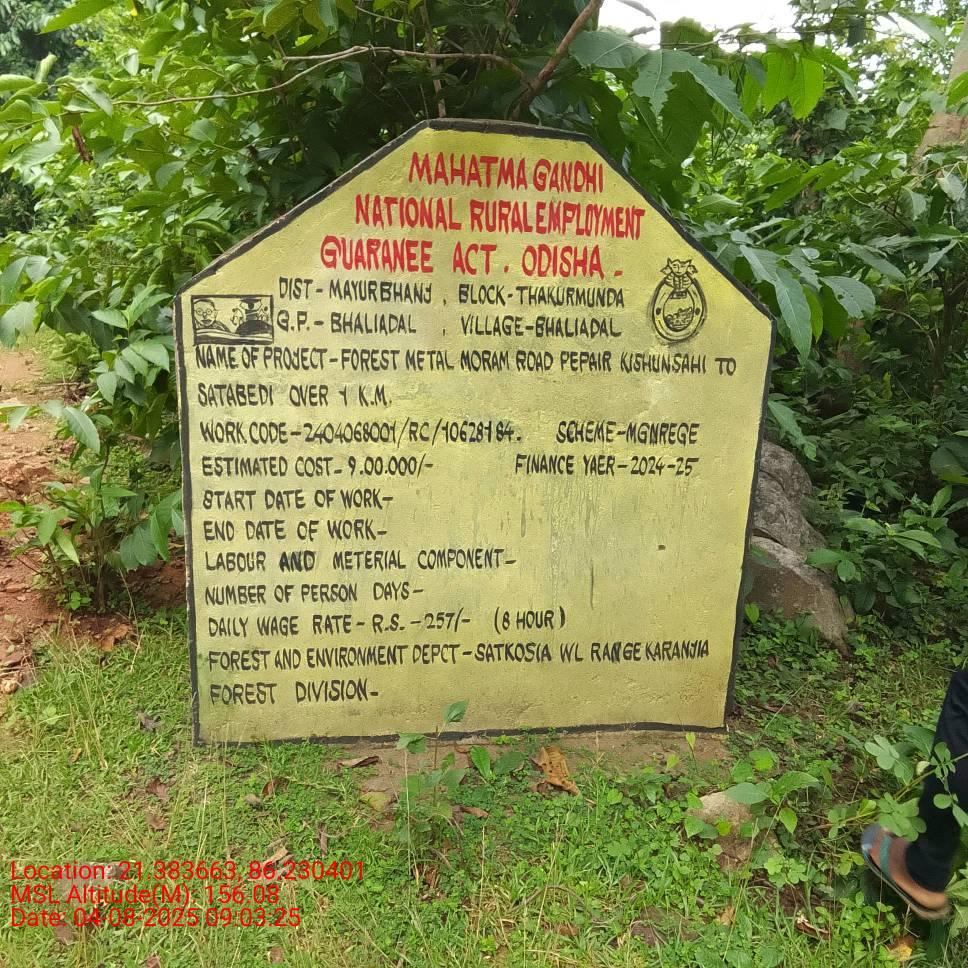 MAHATMA GANDHI
NATIONAL RURAL EMPLOYMENT
GUARANEE ACT. ODISHA -
DIST - MAYURBHANJ , BLOCK - THAKURMUNDA
G.P. - BHALIADAL , VILLAGE - BHALIADAL
NAME OF PROJECT - FOREST METAL MORAM ROAD PEPAIR KISHUNSAHI TO
SATABEDI OVER 1 K.M.
WORK CODE - 2404068001/RC/10628184. SCHEME - MGNREGE
ESTIMATED COST - 9.00.000/- FINANCE YAER - 2024-25
START DATE OF WORK -
END DATE OF WORK -
LABOUR AND METERIAL COMPONENT -
NUMBER OF PERSON DAYS -
DAILY WAGE RATE - R.S. - 257/- (8 HOUR)
FOREST AND ENVIRONMENT DEPCT - SATKOSIA WL RANGE KARANJIA
FOREST DIVISION -
Location: 21.383663, 86.230401
MSL Altitude(M): 156.08
Date: 04-08-2025 09:03:25